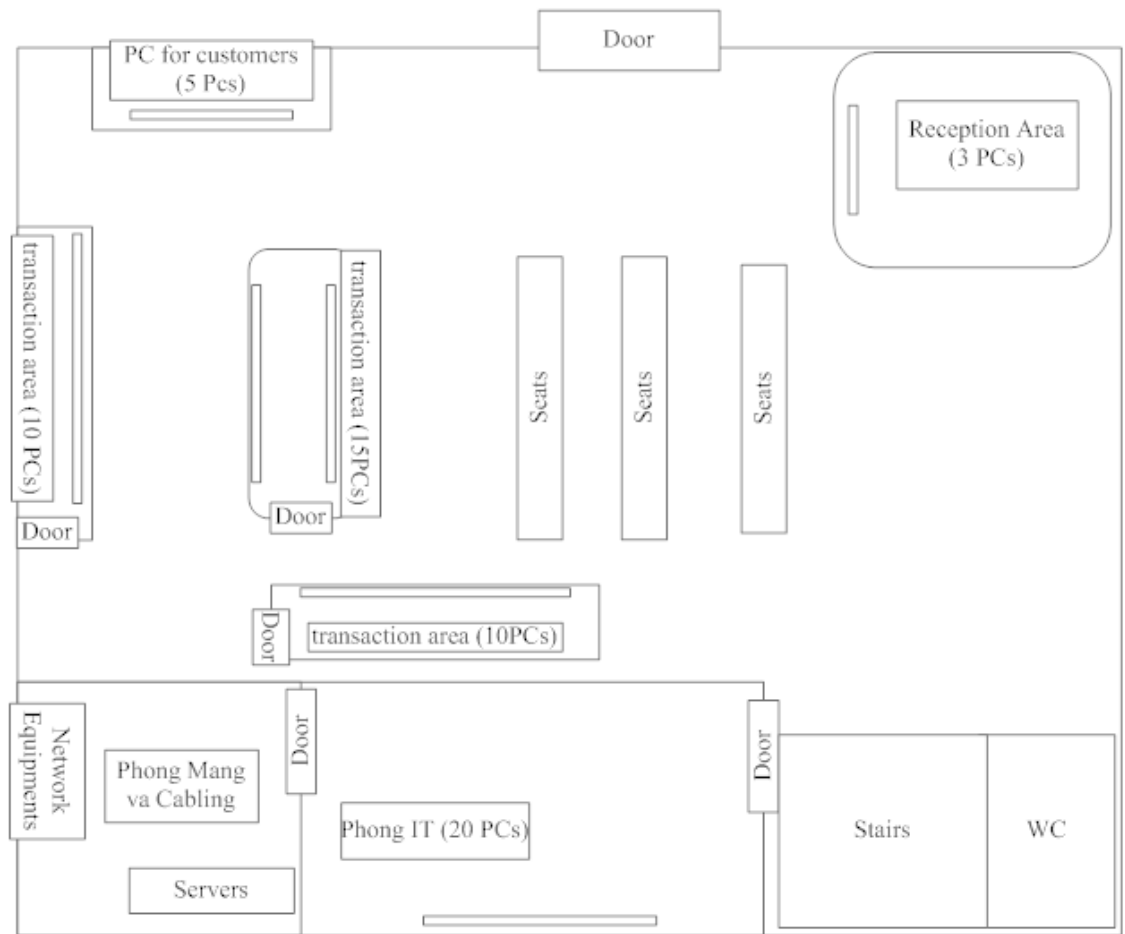 Door
PC for customers
(5 Pcs)
Reception Area
(3 PCs)
transaction area (10 PCs)
Door
transaction area (15PCs)
Door
Seats
Seats
Seats
Door
transaction area (10PCs)
Network
Equipments
Phong Mang
va Cabling
Servers
Door
Phong IT (20 PCs)
Door
Stairs
WC